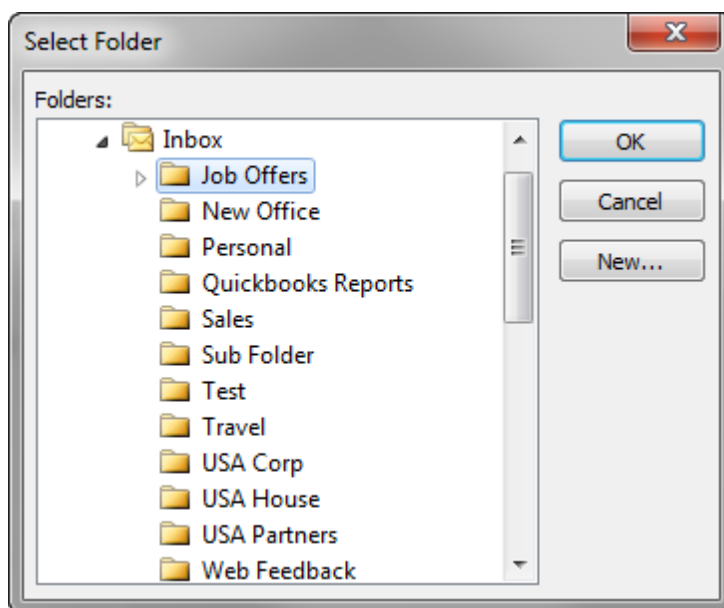 Select Folder
Folders:
Inbox
Job Offers
New Office
Personal
Quickbooks Reports
Sales
Sub Folder
Test
Travel
USA Corp
USA House
USA Partners
Web Feedback
OK
Cancel
New...